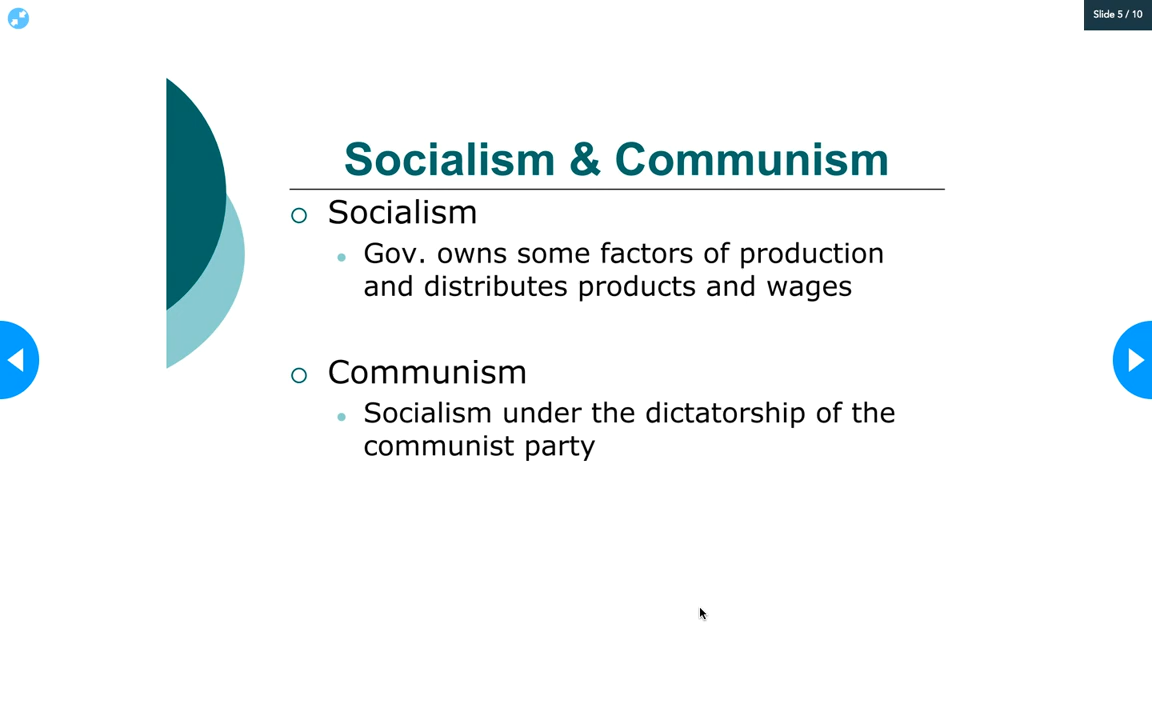 Slide 5 / 10
Socialism & Communism
Socialism
Gov. owns some factors of production
and distributes products and wages
Communism
Socialism under the dictatorship of the
communist party